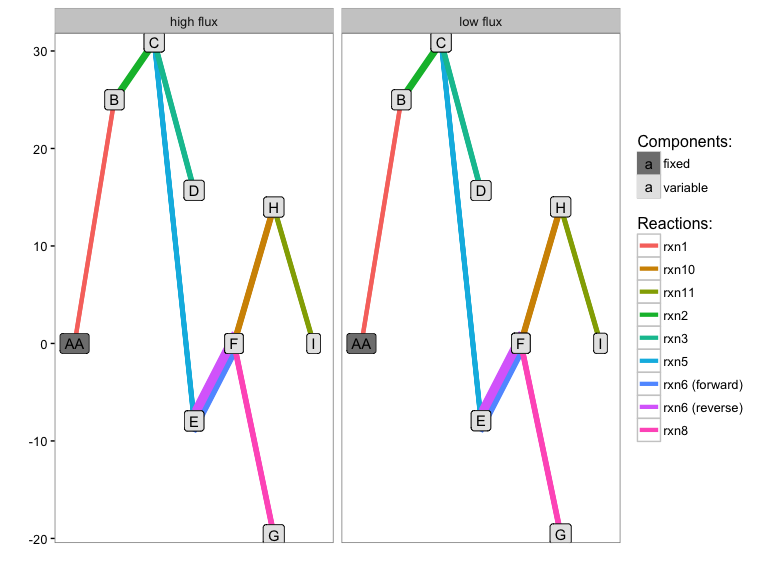 high flux
low flux
30
20
10
0
-10
-20
C
B
D
H
AA
F
I
E
G
C
B
D
H
AA
F
I
E
G
Components:
a fixed
a variable
Reactions:
rxn1
rxn10
rxn11
rxn2
rxn3
rxn5
rxn6 (forward)
rxn6 (reverse)
rxn8